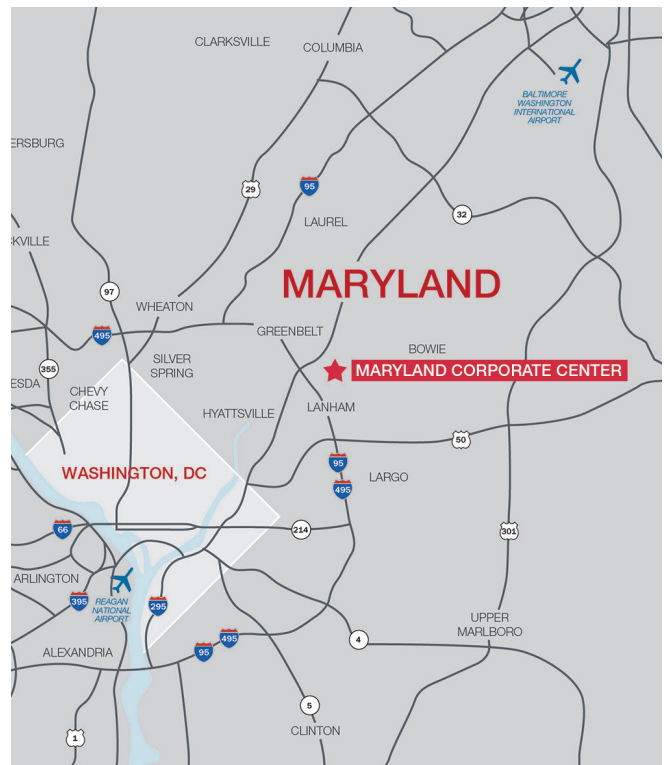 CLARKSVILLE
COLUMBIA
BALTIMORE
WASHINGTON
INTERNATIONAL
AIRPORT
ERSBURG
29
95
LAUREL
32
CKVILLE
MARYLAND
97
WHEATON
495
GREENBELT
BOWIE
355
SILVER
SPRING
MARYLAND CORPORATE CENTER
ESDA
CHEVY
CHASE
HYATTSVILLE
LANHAM
50
WASHINGTON, DC
95
LARGO
495
66
214
301
ARLINGTON
395
REAGAN
NATIONAL
AIRPORT
295
UPPER
MARLBORO
495
4
ALEXANDRIA
95
5
CLINTON
1